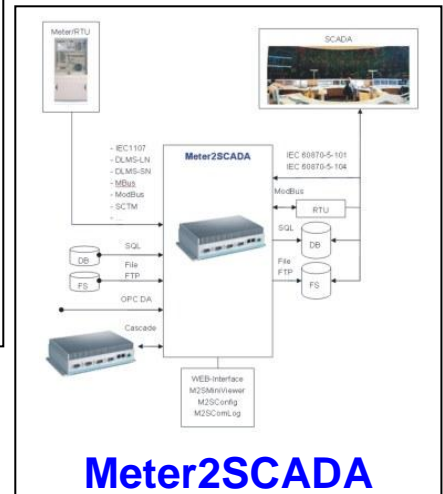 Meter/RTU
SCADA
- IEC1107
- DLMS-LN
- DLMS-SN
- MBus
- ModBus
- SCTM
- ...
Meter2SCADA
IEC 60870-5-101
IEC 60870-5-104
ModBus
RTU
SQL
DB
File
FTP
FS
SQL
DB
File
FTP
FS
OPC DA
Cascade
WEB-Interface
M2SMiniViewer
M2SConfig
M2SComLog
Meter2SCADA